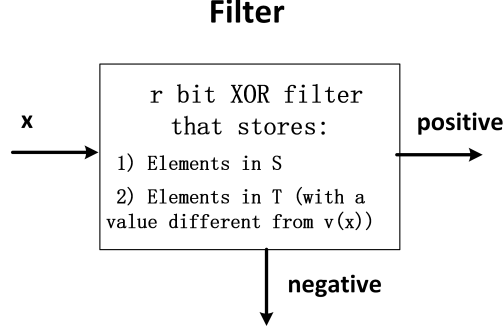 Filter
r bit XOR filter
that stores:
x
positive
1) Elements in S
2) Elements in T (with a
value different from v(x))
negative